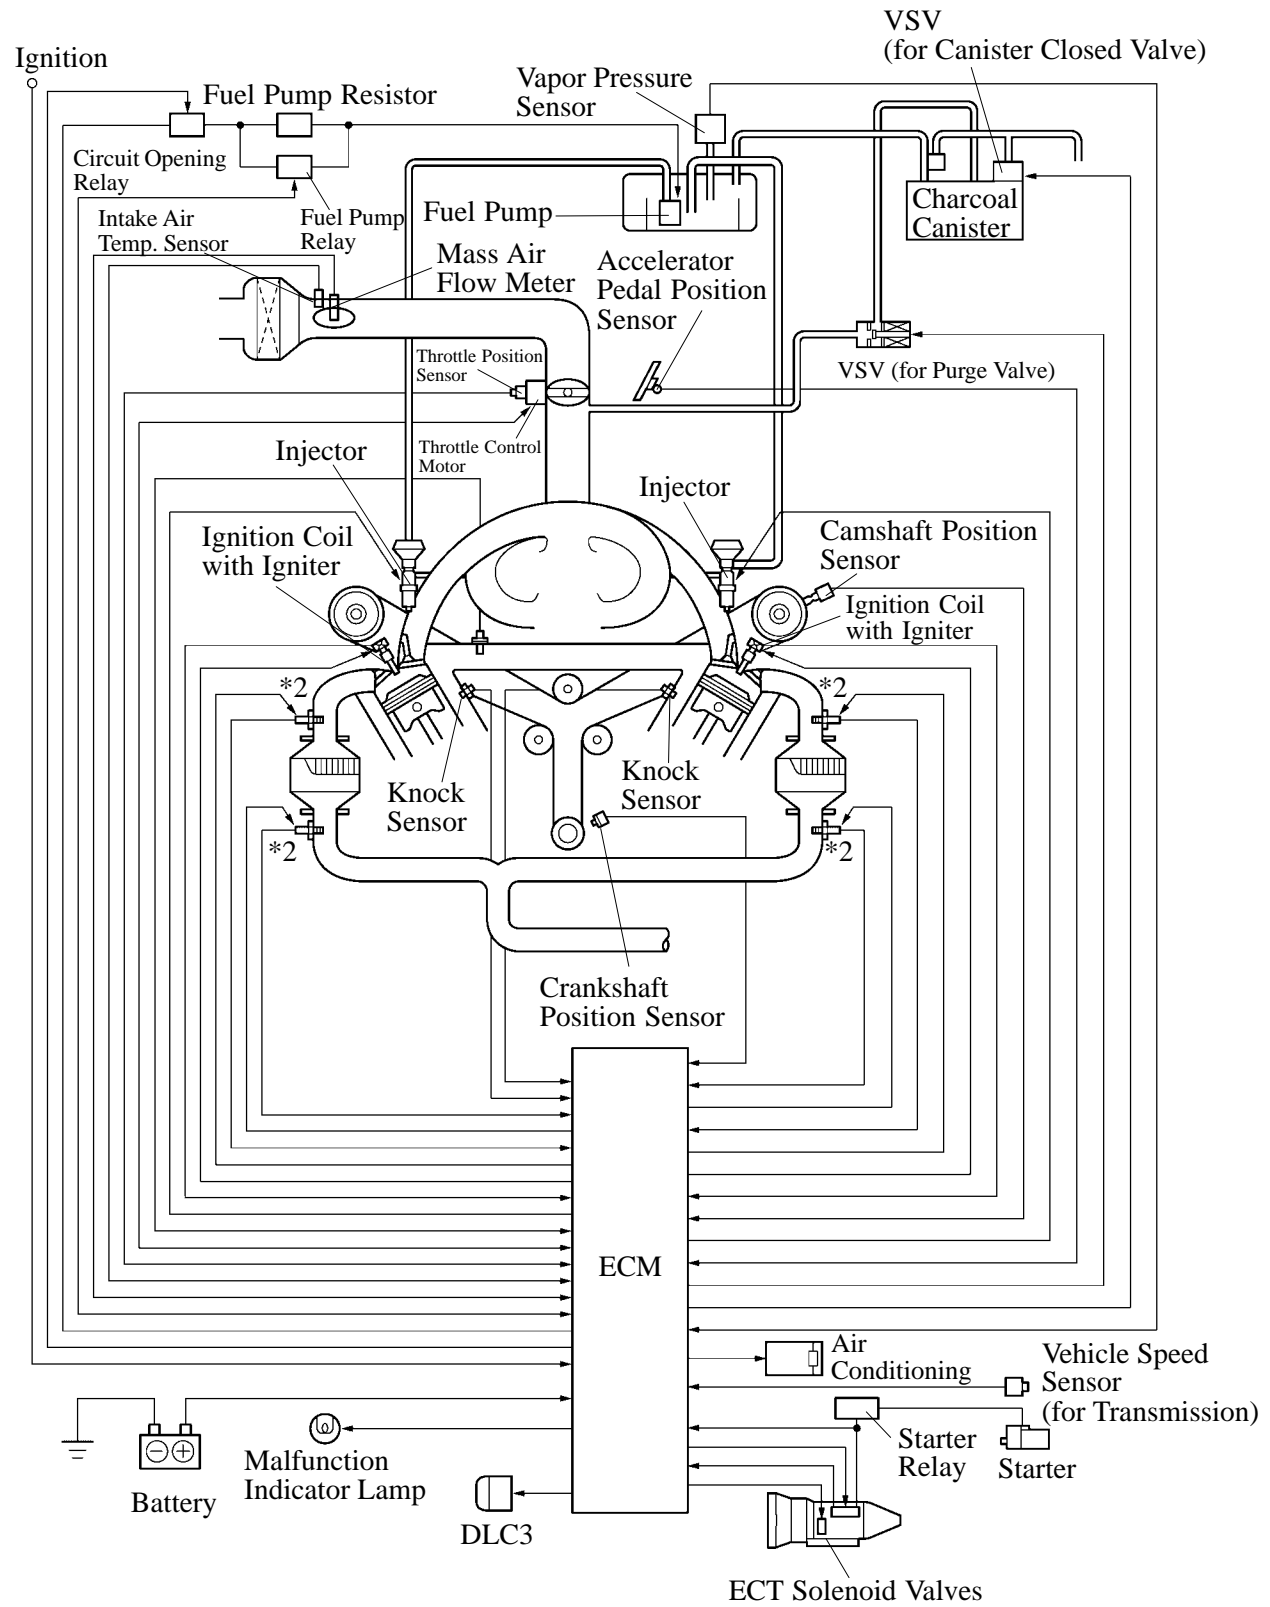 VSV
(for Canister Closed Valve)
Ignition
Vapor Pressure
Sensor
Fuel Pump Resistor
Circuit Opening
Relay
Charcoal
Canister
Fuel Pump
Intake Air
Temp. Sensor
Fuel Pump
Relay
Mass Air
Flow Meter
Accelerator
Pedal Position
Sensor
Throttle Position
Sensor
VSV (for Purge Valve)
Throttle Control
Motor
Injector
Injector
Ignition Coil
with Igniter
Camshaft Position
Sensor
Ignition Coil
with Igniter
*2
*2
Knock
Sensor
Knock
Sensor
*2
*2
Crankshaft
Position Sensor
ECM
Air
Conditioning
Vehicle Speed
Sensor
(for Transmission)
Starter
Relay
Starter
Malfunction
Indicator Lamp
Battery
DLC3
ECT Solenoid Valves